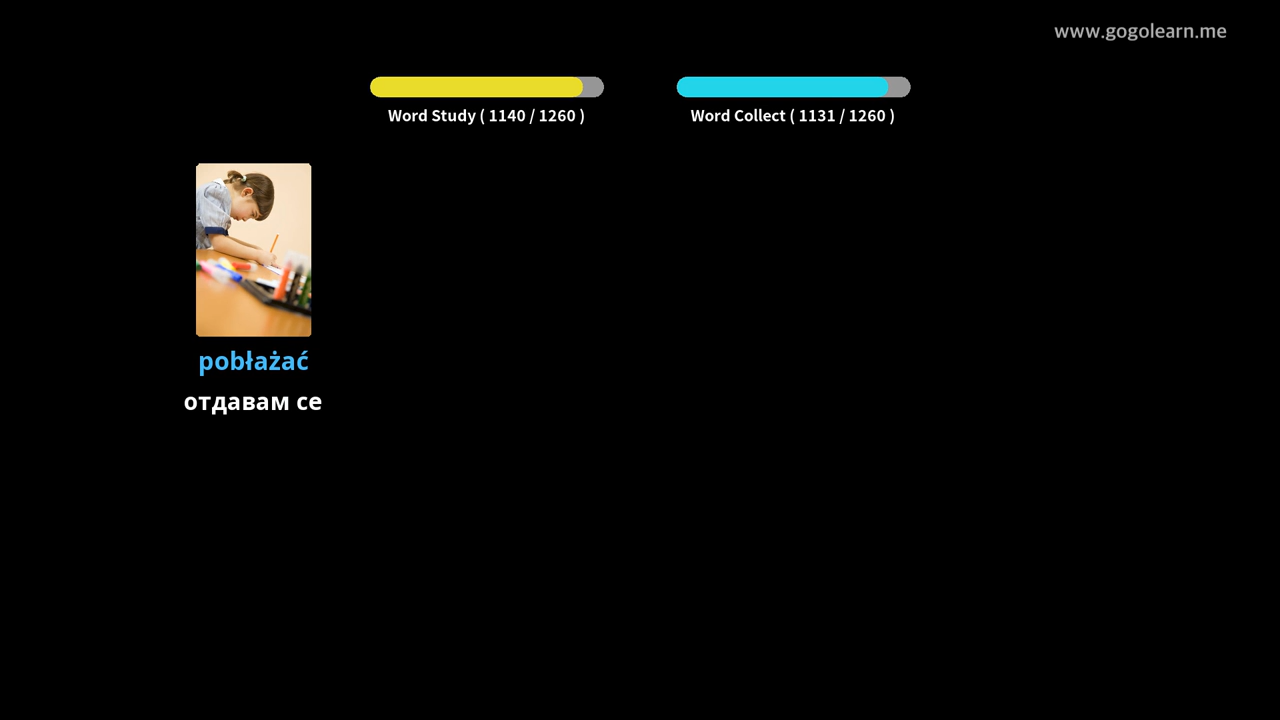 www.gogolearn.me
Word Study ( 1140 / 1260 )
Word Collect ( 1131 / 1260 )
pobłażać
отдавам се